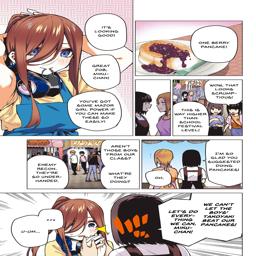 IT'S
LOOKING
GOOD!
GREAT
JOB,
MIKU-
CHAN!
YOU'VE GOT
SOME MAJOR
GIRL POWER
YOU CAN MAKE
THESE SO
EASILY!
ONE BERRY
PANCAKE!
WOW, THAT
LOOKS
SCRUMP-
TIOUS!
THIS IS
WAY HIGHER
THAN
SCHOOL
FESTIVAL
LEVEL!
I'M SO
GLAD YOU
SUGGESTED
DOING
PANCAKES!
OH,
AREN'T
THOSE BOYS
FROM OUR
CLASS?
WHAT'RE
THEY
DOING?
ENEMY
RECON.
THEY'RE
SO UNDER-
HANDED.
WE CAN'T
LET THE
BOYS'
TAKOYAKI
BEAT OUR
PANCAKES!
LET'S DO
EVERY-
THING
WE CAN,
MIKU-
CHAN!
...
U-UM...